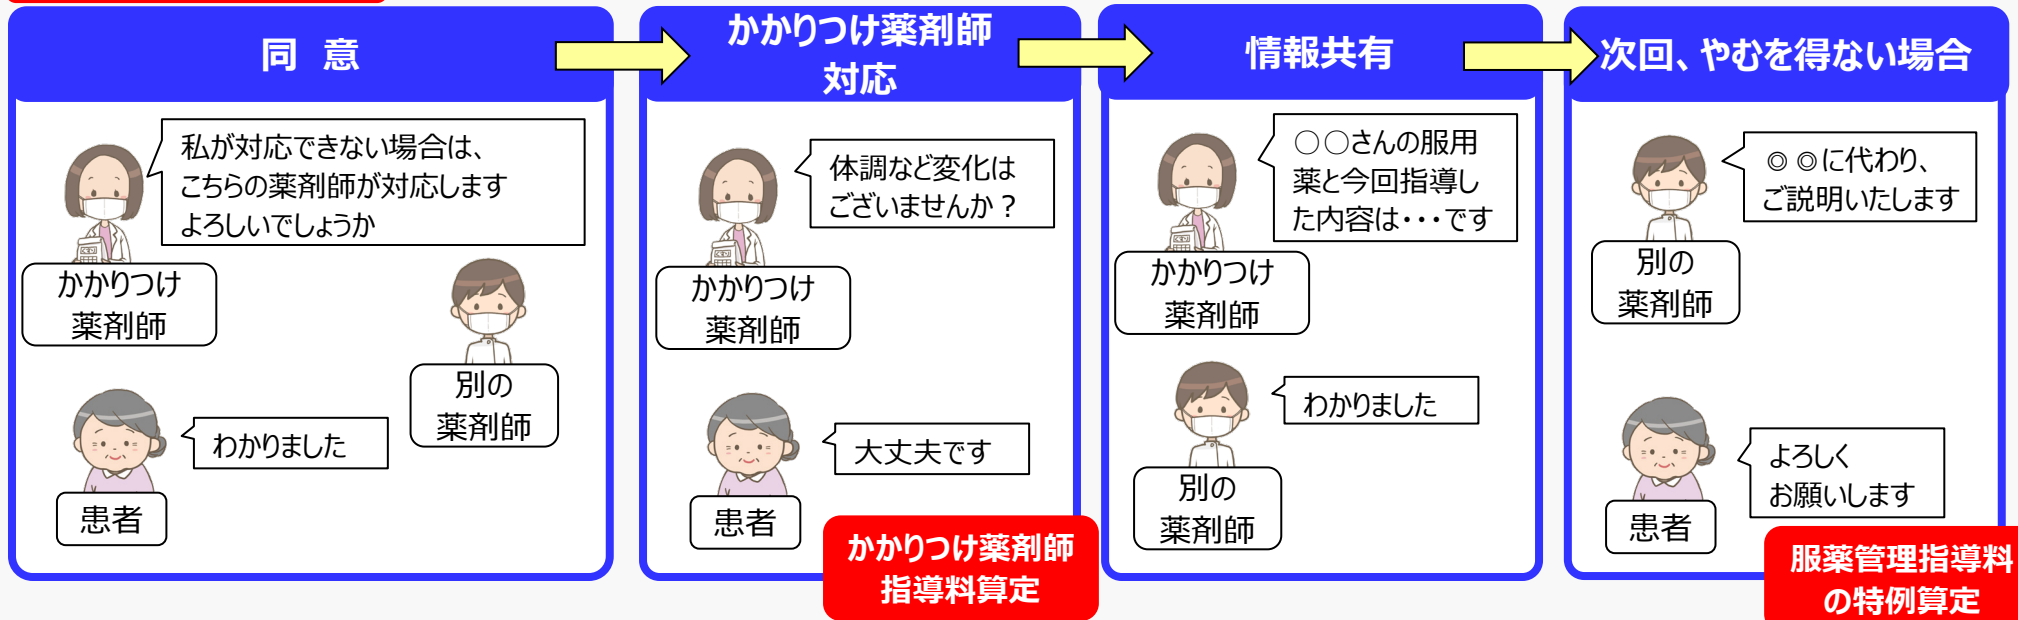 同 意
私が対応できない場合は、
こちらの薬剤師が対応します
よろしいでしょうか
かかりつけ
薬剤師
別の
薬剤師
わかりました
患者
かかりつけ薬剤師
対応
体調など変化は
ございませんか？
かかりつけ
薬剤師
大丈夫です
患者
かかりつけ薬剤師
指導料算定
情報共有
○○さんの服用
薬と今回指導し
た内容は・・・です
かかりつけ
薬剤師
わかりました
別の
薬剤師
次回、やむを得ない場合
◎ ◎に代わり、
ご説明いたします
別の
薬剤師
よろしく
お願いします
患者
服薬管理指導料
の特例算定